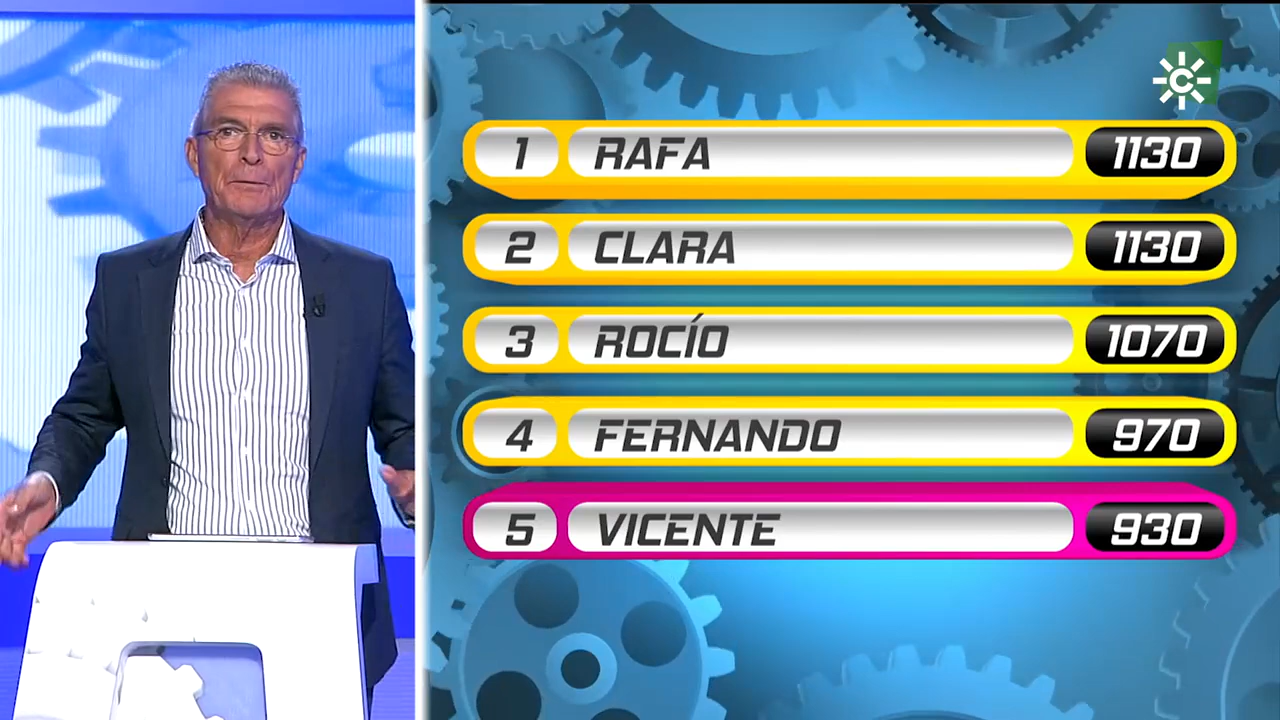 1 RAFA 1130
2 CLARA 1130
3 ROCÍO 1070
4 FERNANDO 970
5 VICENTE 930